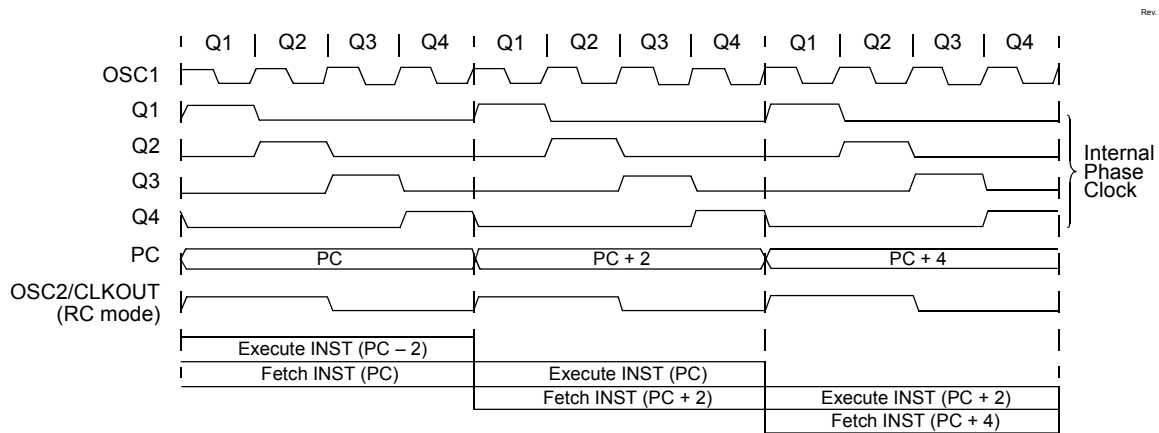 Rev.
Q1 Q2 Q3 Q4 Q1 Q2 Q3 Q4 Q1 Q2 Q3 Q4
OSC1
Q1
Q2
Q3
Q4
Internal
Phase
Clock
PC PC PC + 2 PC + 4
OSC2/CLKOUT
(RC mode)
Execute INST (PC – 2)
Fetch INST (PC) Execute INST (PC)
Fetch INST (PC + 2) Execute INST (PC + 2)
Fetch INST (PC + 4)